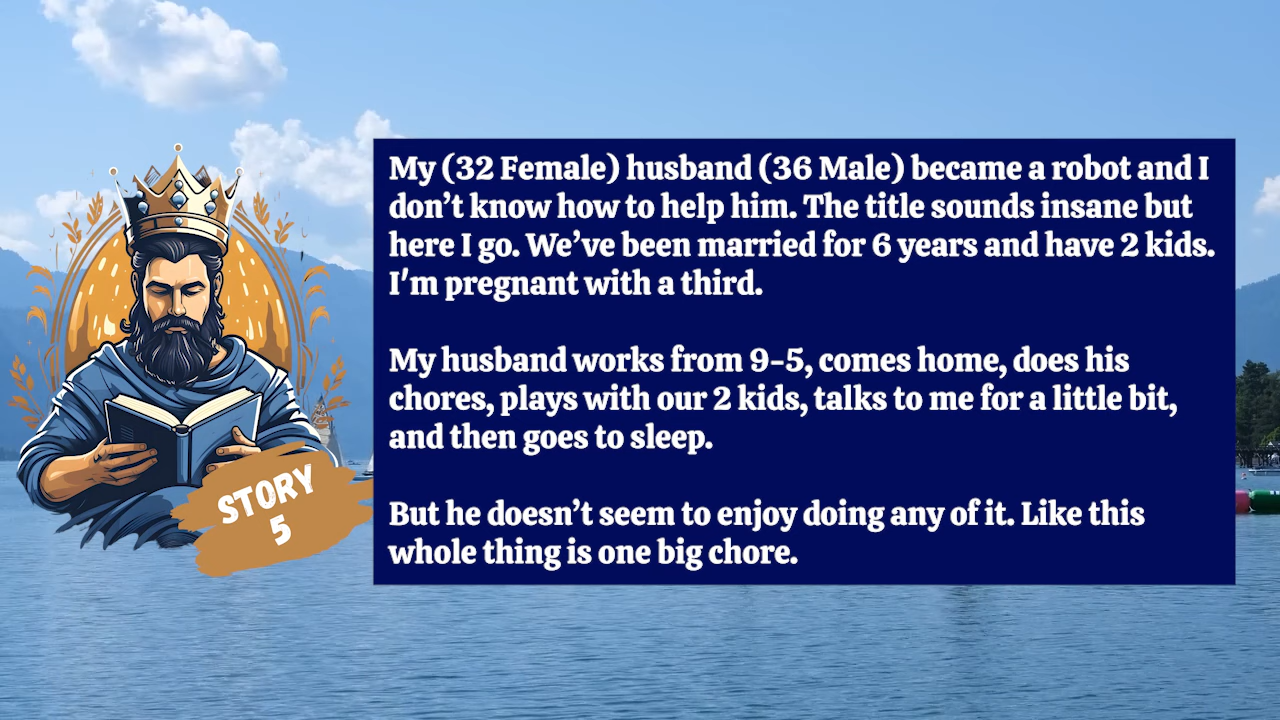 My (32 Female) husband (36 Male) became a robot and I
don’t know how to help him. The title sounds insane but
here I go. We’ve been married for 6 years and have 2 kids.
I'm pregnant with a third.
My husband works from 9-5, comes home, does his
chores, plays with our 2 kids, talks to me for a little bit,
and then goes to sleep.
But he doesn’t seem to enjoy doing any of it. Like this
whole thing is one big chore.
STORY
5